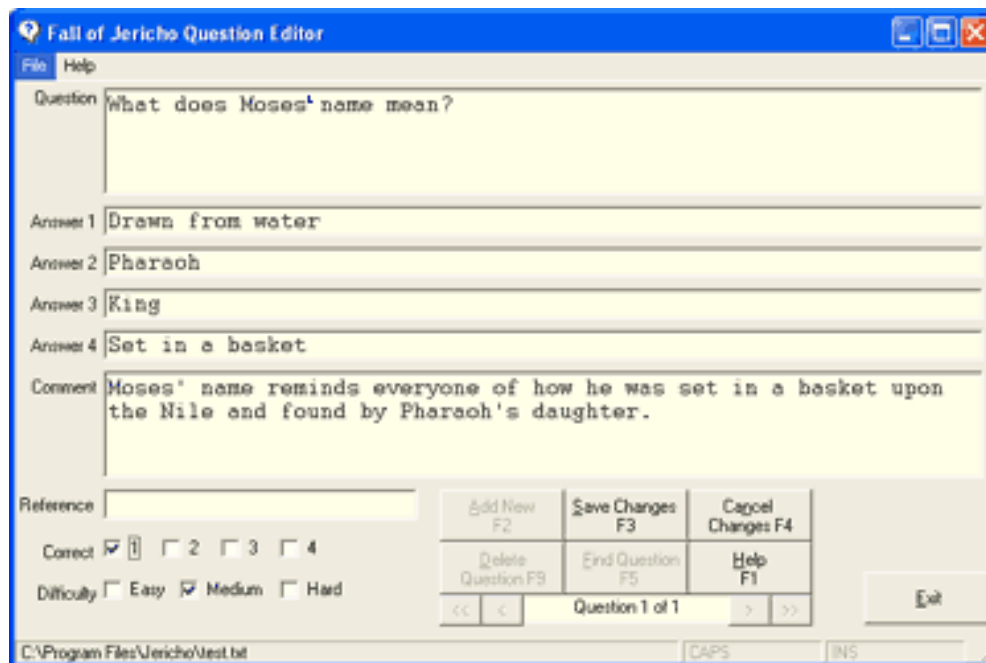 Fall of Jericho Question Editor
File Help
Question What does Moses' name mean?
Answer 1 Drawn from water
Answer 2 Pharaoh
Answer 3 King
Answer 4 Set in a basket
Comment Moses' name reminds everyone of how he was set in a basket upon
the Nile and found by Pharaoh's daughter.
Reference
Add New
F2
Save Changes
F3
Cancel
Changes F4
Correct 1 2 3 4
Delete
Question F9
Find Question
F5
Help
F1
Difficulty Easy Medium Hard
<< < Question 1 of 1 > >>
Exit
C:\Program Files\Jericho\test.txt CAPS INS